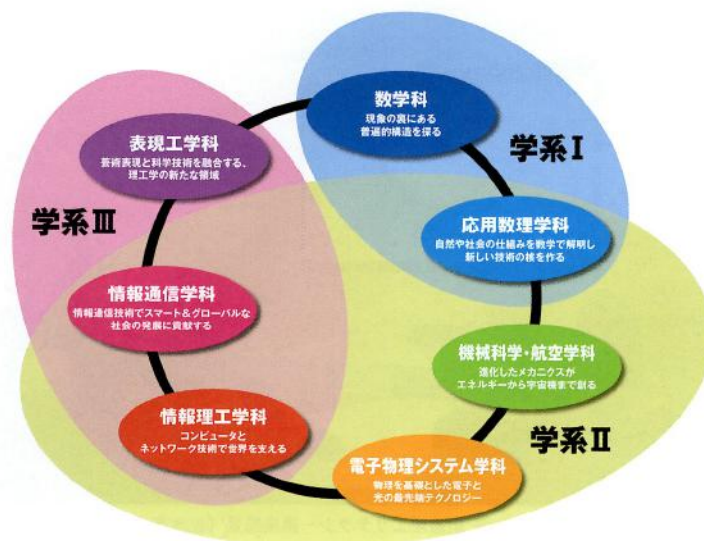 数学科
現象の裏にある
普遍的構造を探る
学系Ⅰ
表現工学科
芸術表現と科学技術を融合する、
理工学の新たな領域
学系Ⅲ
応用数理学科
自然や社会の仕組みを数学で解明し
新しい技術の核を作る
情報通信学科
情報通信技術でスマート&グローバルな
社会の発展に貢献する
機械科学・航空学科
進化したメカニクスが
エネルギーから宇宙機まで創る
情報理工学科
コンピュータと
ネットワーク技術で世界を支える
学系Ⅱ
電子物理システム学科
物理を基礎とした電子と
光の最先端テクノロジー